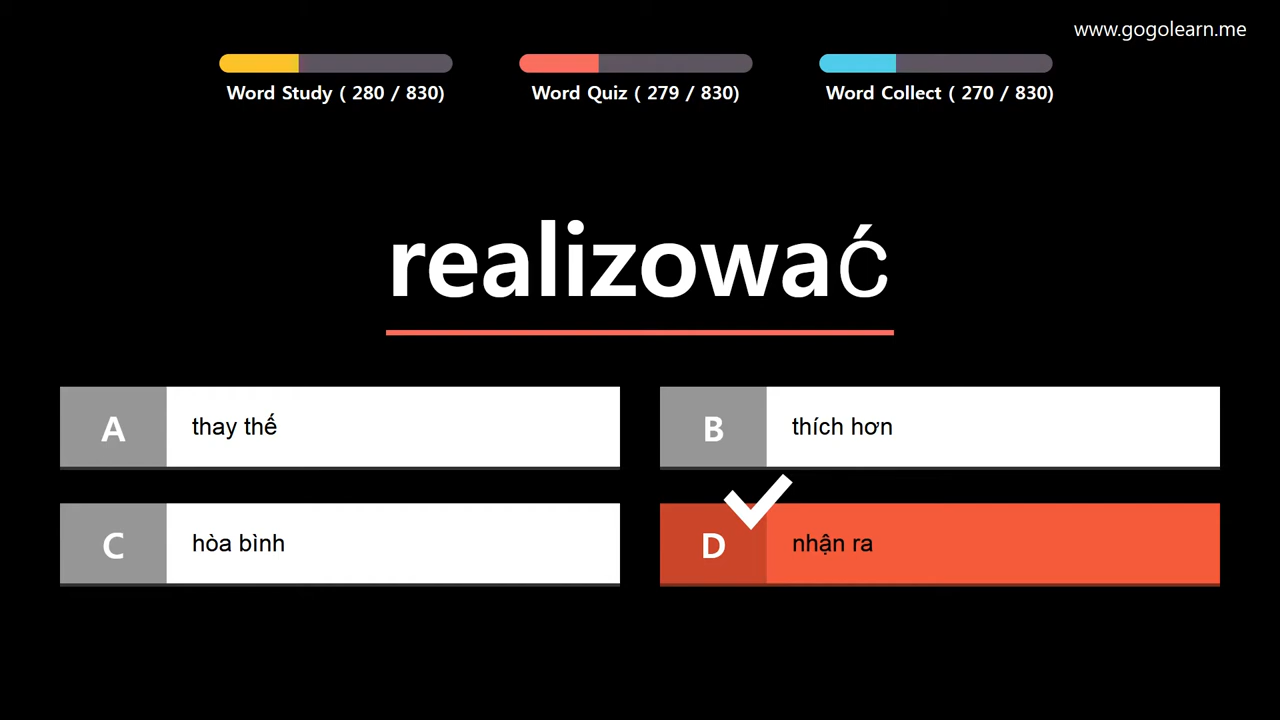 www.gogolearn.me
Word Study ( 280 / 830)
Word Quiz ( 279 / 830)
Word Collect ( 270 / 830)
realizować
A thay thế
B thích hơn
C hòa bình
D nhận ra